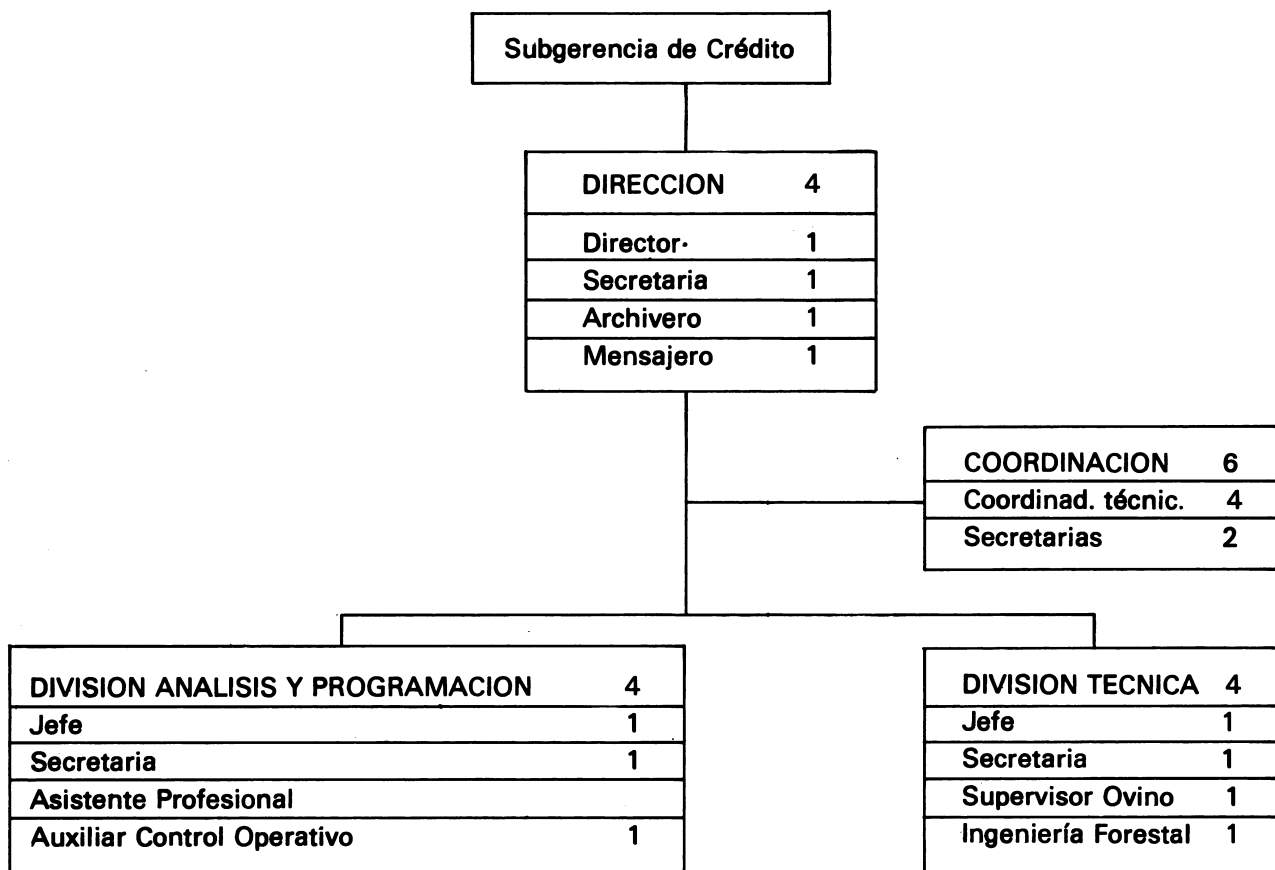 Subgerencia de Crédito
DIRECCION 4
Director· 1
Secretaria 1
Archivero 1
Mensajero 1
COORDINACION 6
Coordinad. técnic. 4
Secretarias 2
DIVISION ANALISIS Y PROGRAMACION 4
Jefe 1
Secretaria 1
Asistente Profesional
Auxiliar Control Operativo 1
DIVISION TECNICA 4
Jefe 1
Secretaria 1
Supervisor Ovino 1
Ingeniería Forestal 1